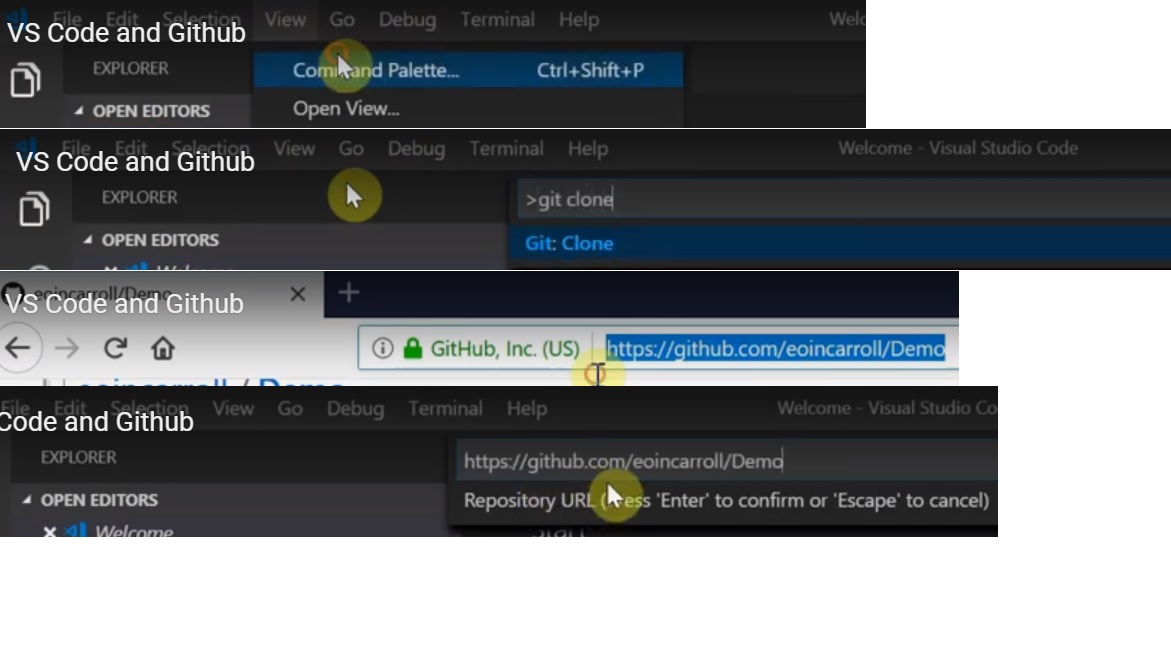 File Edit Selection View Go Debug Terminal Help
VS Code and Github
EXPLORER
Command Palette... Ctrl+Shift+P
OPEN EDITORS
Open View...
File Edit Selection View Go Debug Terminal Help Welcome - Visual Studio Code
VS Code and Github
EXPLORER
>git clone
OPEN EDITORS
Git: Clone
Welcome
eoincarroll/Demo
VS Code and Github
GitHub, Inc. (US) https://github.com/eoincarroll/Demo
eoincarroll / Demo
File Edit Selection View Go Debug Terminal Help Welcome - Visual Studio Co
Code and Github
EXPLORER
https://github.com/eoincarroll/Demo
OPEN EDITORS
Repository URL (Press 'Enter' to confirm or 'Escape' to cancel)
Welcome